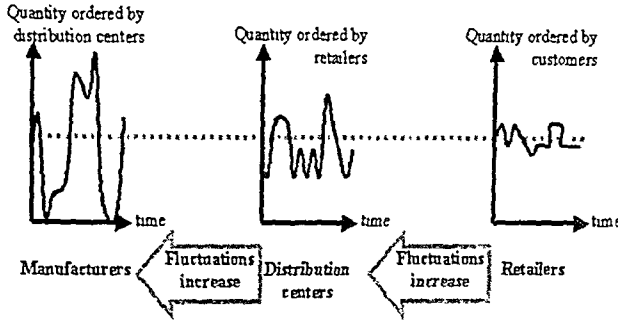 Quantity ordered by
distribution centers
Quantity ordered by
retailers
Quantity ordered by
customers
time
time
time
Manufacturers
Fluctuations
increase
Distribution
centers
Fluctuations
increase
Retailers